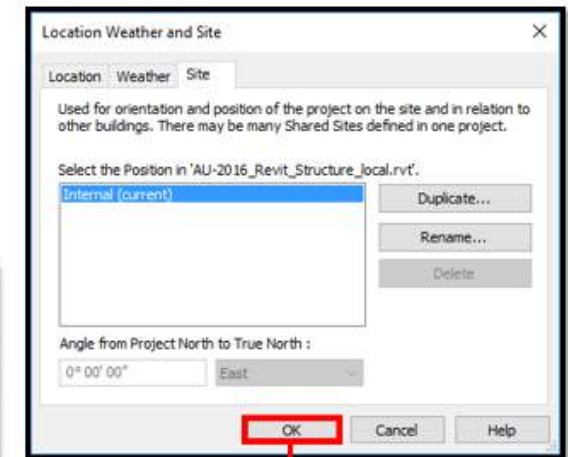 Location Weather and Site
Location Weather Site
Used for orientation and position of the project on the site and in relation to
other buildings. There may be many Shared Sites defined in one project.
Select the Position in 'AU-2016_Revit_Structure_local.rvt'.
Internal (current)
Duplicate...
Rename...
Delete
Angle from Project North to True North :
0° 00' 00" East
OK Cancel Help